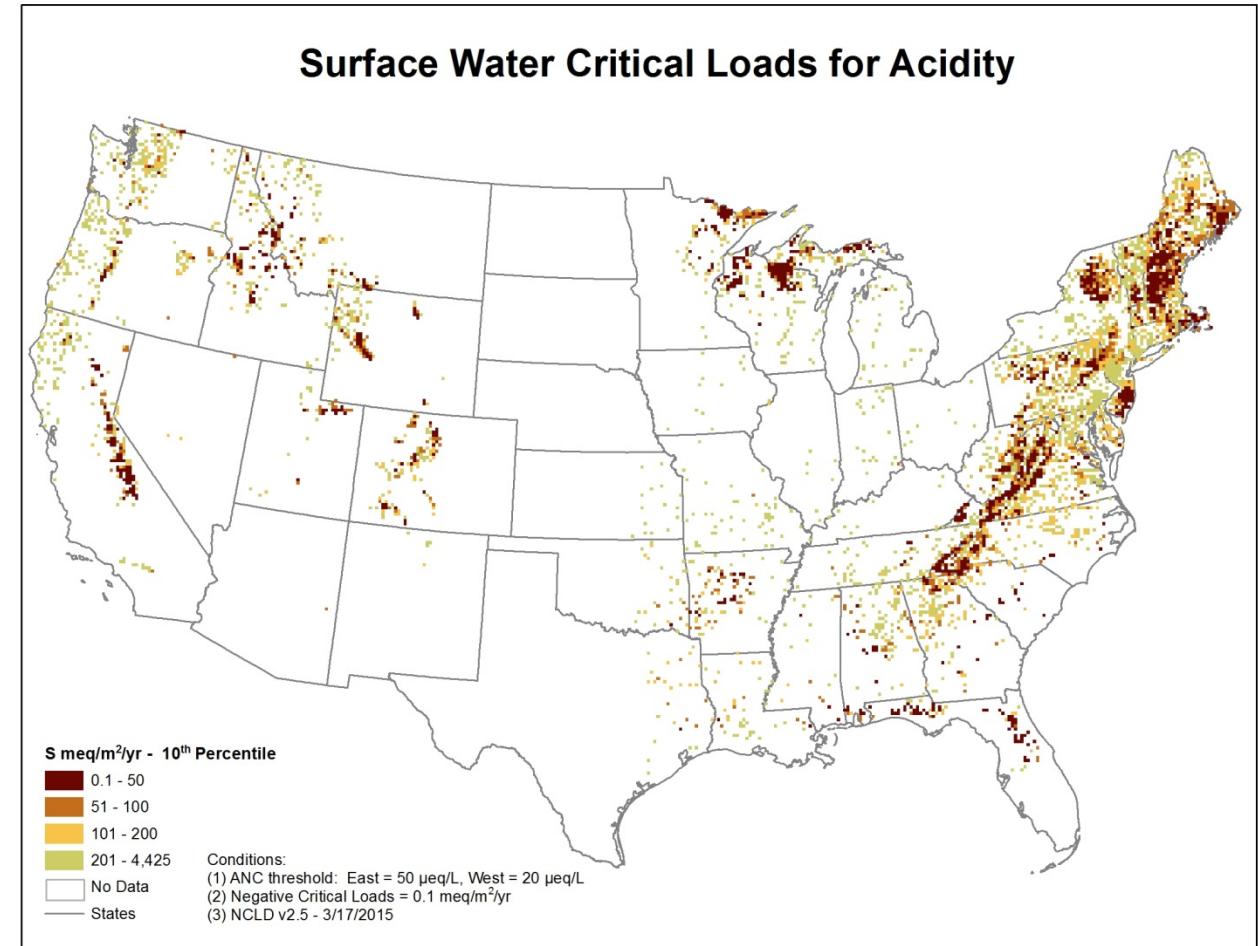 Surface Water Critical Loads for Acidity
S meq/m²/yr - 10th Percentile
0.1 - 50
51 - 100
101 - 200
201 - 4,425
No Data
States
Conditions:
(1) ANC threshold: East = 50 µeq/L, West = 20 µeq/L
(2) Negative Critical Loads = 0.1 meq/m²/yr
(3) NCLD v2.5 - 3/17/2015